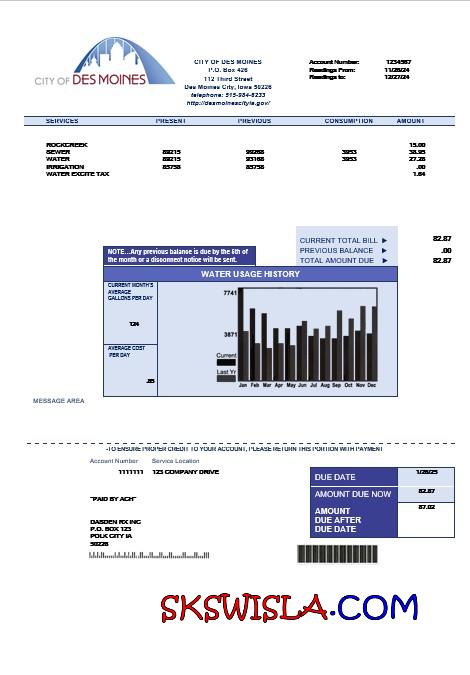 CITY OF DES MOINES
CITY OF DES MOINES
P.O. Box 426
112 Third Street
Des Moines City, Iowa 50226
telephone: 515-984-6233
http://desmoinescityia.gov/
Account Number: 1234567
Readings From: 11/26/24
Readings to: 12/27/24
SERVICES PRESENT PREVIOUS CONSUMPTION AMOUNT
ROCKCREEK 15.00
SEWER 89215 3953 38.95
WATER 89215 93168 3953 27.28
IRRIGATION 85758 85758 .00
WATER EXCITE TAX 1.64
CURRENT TOTAL BILL ► 82.87
PREVIOUS BALANCE ► .00
TOTAL AMOUNT DUE ► 82.87
NOTE...Any previous balance is due by the 6th of
the month or a disconnect notice will be sent.
WATER USAGE HISTORY
CURRENT MONTH'S
AVERAGE
GALLONS PER DAY
124
AVERAGE COST
PER DAY
.85
7741
3871
Current
Last Yr
Jan Feb Mar Apr May Jun Jul Aug Sep Oct Nov Dec
MESSAGE AREA
-TO ENSURE PROPER CREDIT TO YOUR ACCOUNT, PLEASE RETURN THIS PORTION WITH PAYMENT
Account Number Service Location
1111111 123 COMPANY DRIVE
"PAID BY ACH"
DARDEN RX INC
P.O. BOX 123
POLK CITY IA
50226
DUE DATE 1/26/25
AMOUNT DUE NOW 82.87
AMOUNT 87.02
DUE AFTER
DUE DATE
SKSWISLA.COM